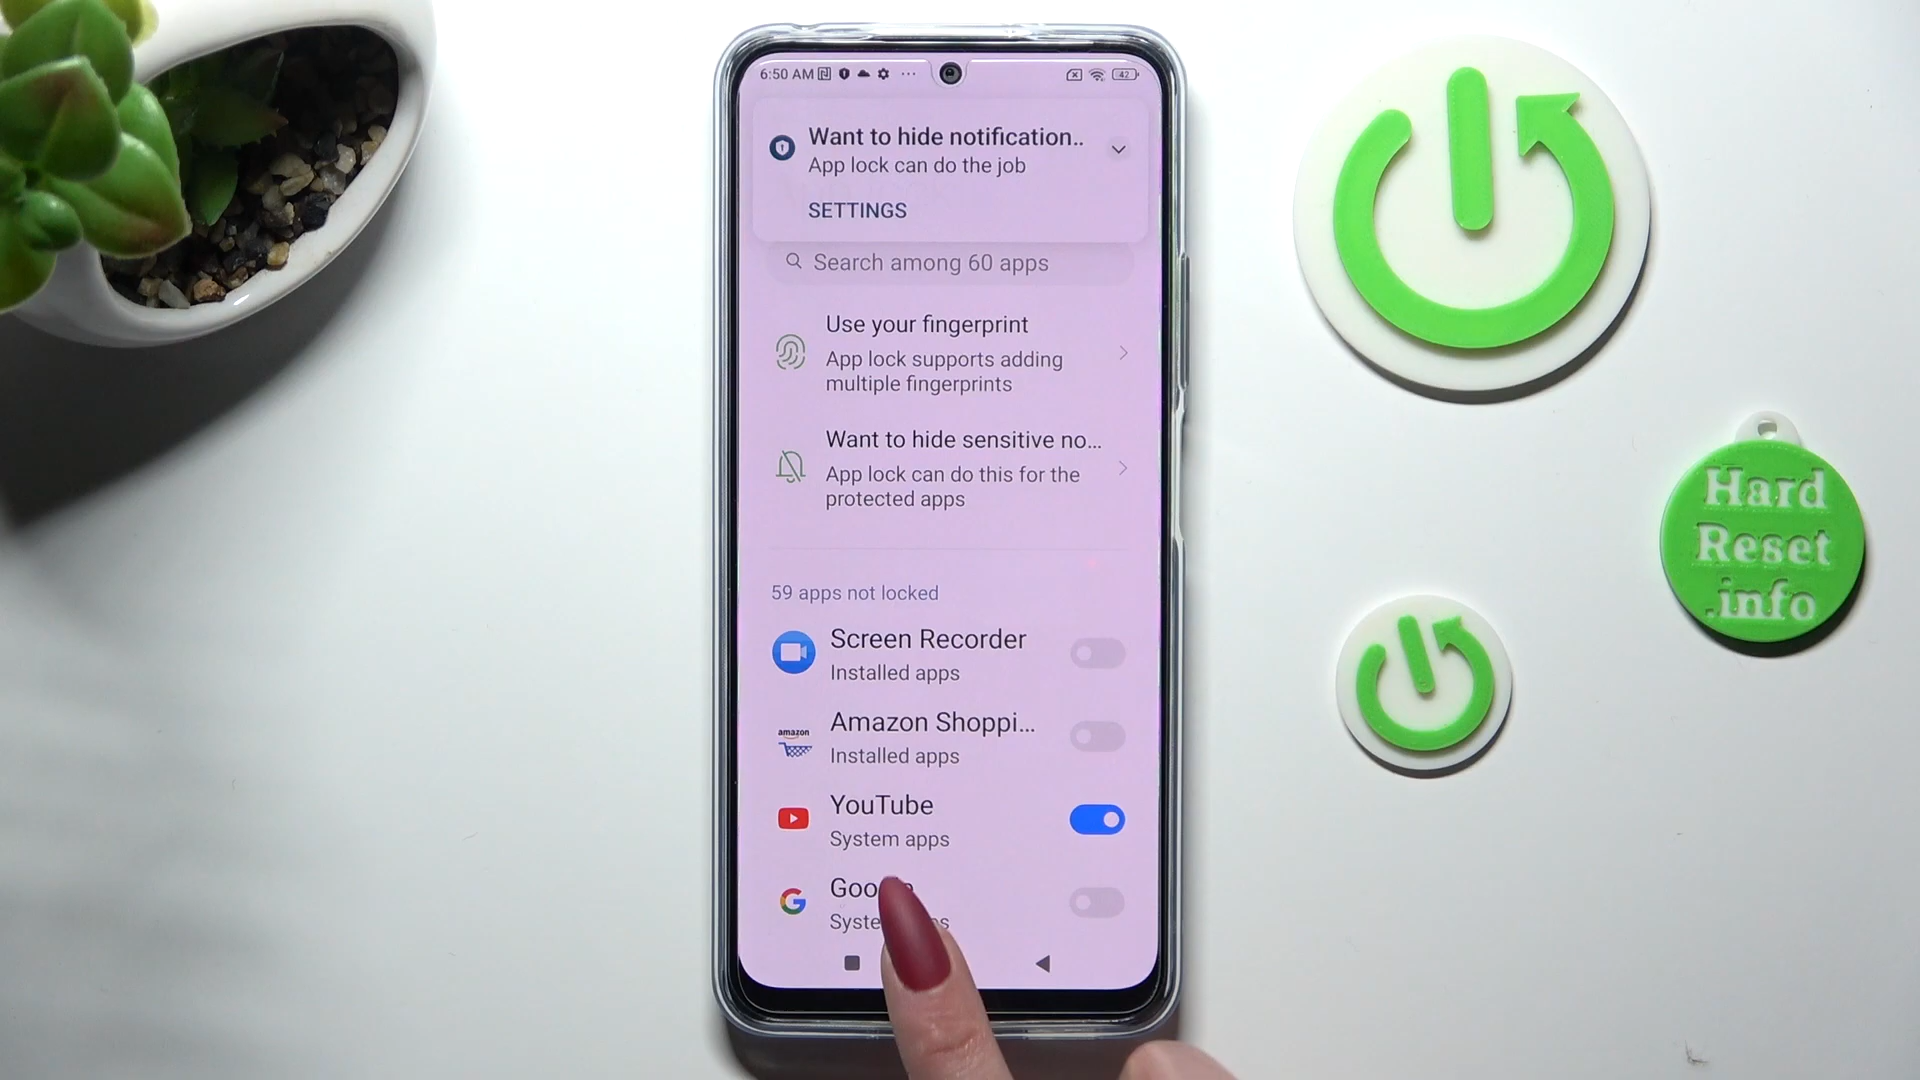 6:50 AM
42
Want to hide notification..
App lock can do the job
SETTINGS
Search among 60 apps
Use your fingerprint
App lock supports adding
multiple fingerprints
Want to hide sensitive no...
App lock can do this for the
protected apps
59 apps not locked
Screen Recorder
Installed apps
amazon
Amazon Shoppi...
Installed apps
YouTube
System apps
Hard
Reset
.info